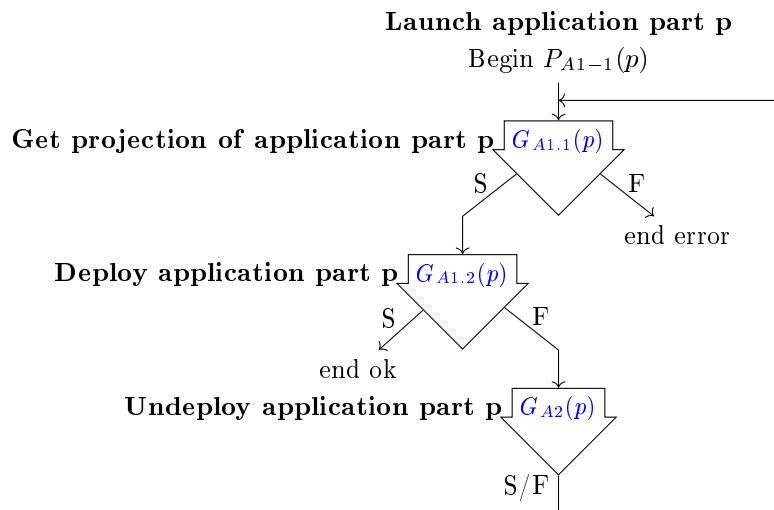 Launch application part p
Begin P_{A1−1}(p)
Get projection of application part p
G_{A1.1}(p)
S
F
end error
Deploy application part p
G_{A1.2}(p)
S
F
end ok
Undeploy application part p
G_{A2}(p)
S/F